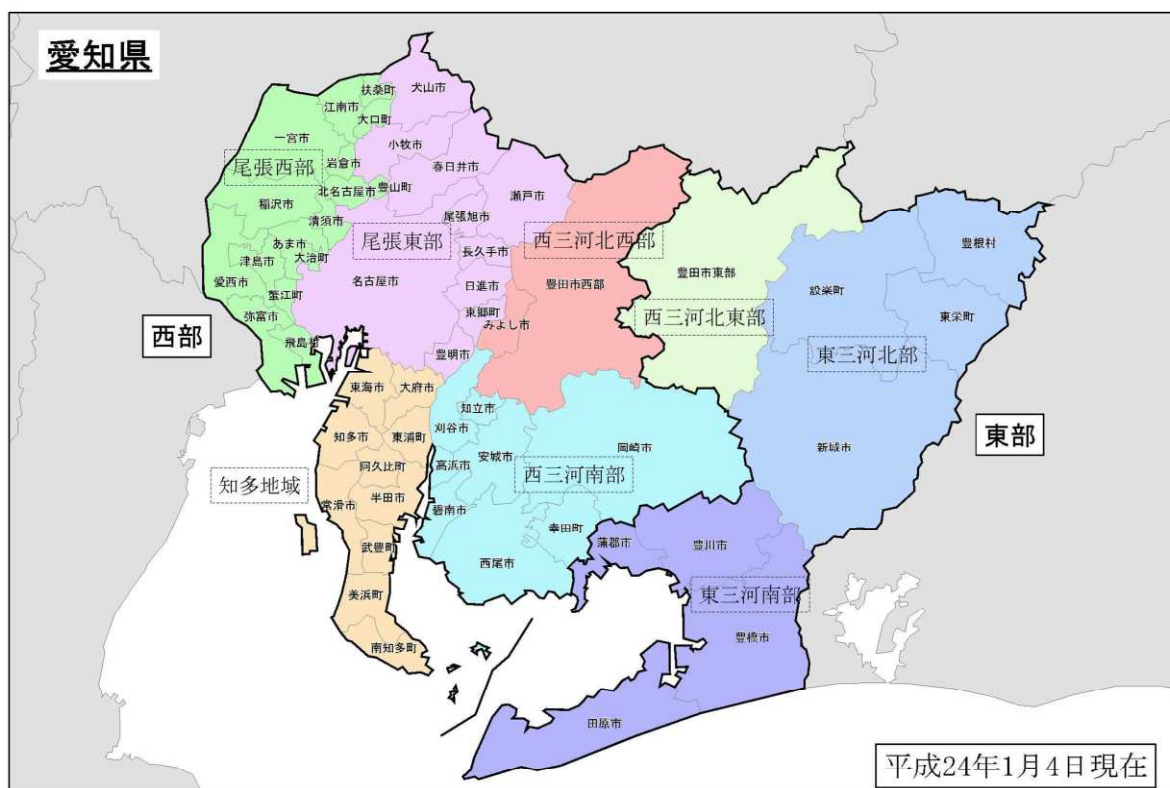 愛知県
扶桑町
犬山市
江南市
大口町
一宮市
小牧市
岩倉市
尾張西部
春日井市
北名古屋市
豊山町
瀬戸市
稲沢市
清須市
尾張旭市
尾張東部
西三河北西部
あま市
長久手市
津島市
大治町
豊田市東部
豊根村
愛西市
名古屋市
日進市
豊田市西部
設楽町
蟹江町
東郷町
弥富市
みよし市
西三河北東部
東栄町
西部
飛島村
豊明市
東三河北部
東海市
大府市
知立市
知多市
東浦町
刈谷市
岡崎市
東部
阿久比町
高浜市
安城市
西三河南部
新城市
知多地域
常滑市
半田市
碧南市
幸田町
武豊町
西尾市
蒲郡市
豊川市
美浜町
東三河南部
南知多町
豊橋市
田原市
平成24年1月4日現在